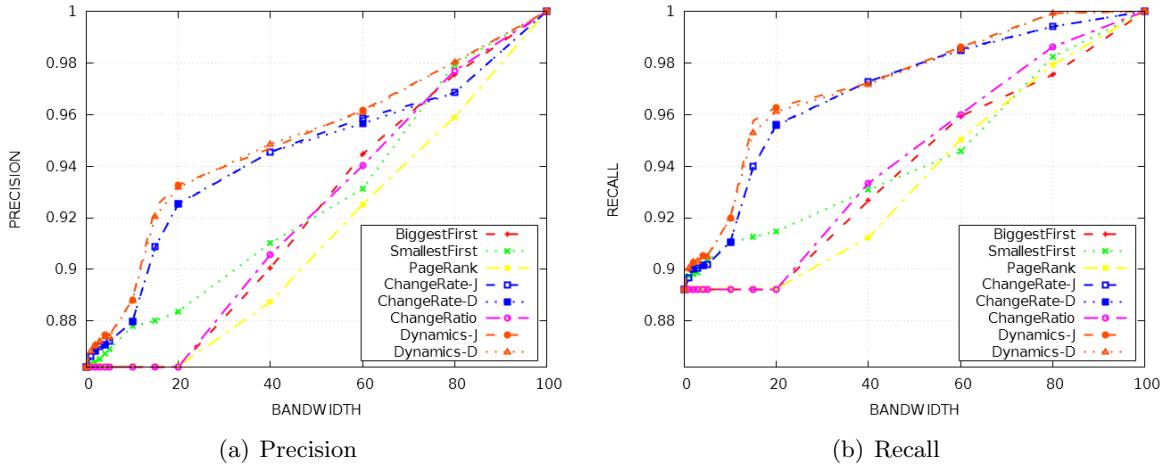 1
0.98
0.96
0.94
0.92
0.9
0.88
PRECISION
0 20 40 60 80 100
BANDWIDTH
BiggestFirst
SmallestFirst
PageRank
ChangeRate-J
ChangeRate-D
ChangeRatio
Dynamics-J
Dynamics-D
(a) Precision
1
0.98
0.96
0.94
0.92
0.9
0.88
RECALL
0 20 40 60 80 100
BANDWIDTH
BiggestFirst
SmallestFirst
PageRank
ChangeRate-J
ChangeRate-D
ChangeRatio
Dynamics-J
Dynamics-D
(b) Recall